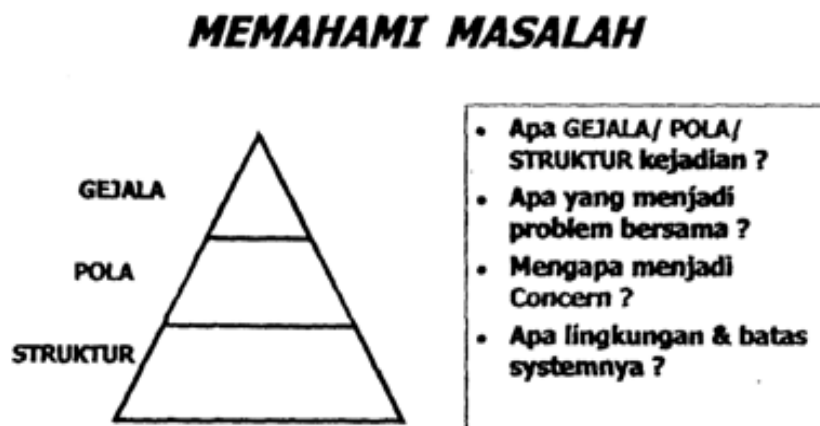 MEMAHAMI MASALAH
GEJALA
POLA
STRUKTUR
• Apa GEJALA/ POLA/
STRUKTUR kejadian ?
• Apa yang menjadi
problem bersama ?
• Mengapa menjadi
Concern ?
• Apa lingkungan & batas
systemnya ?